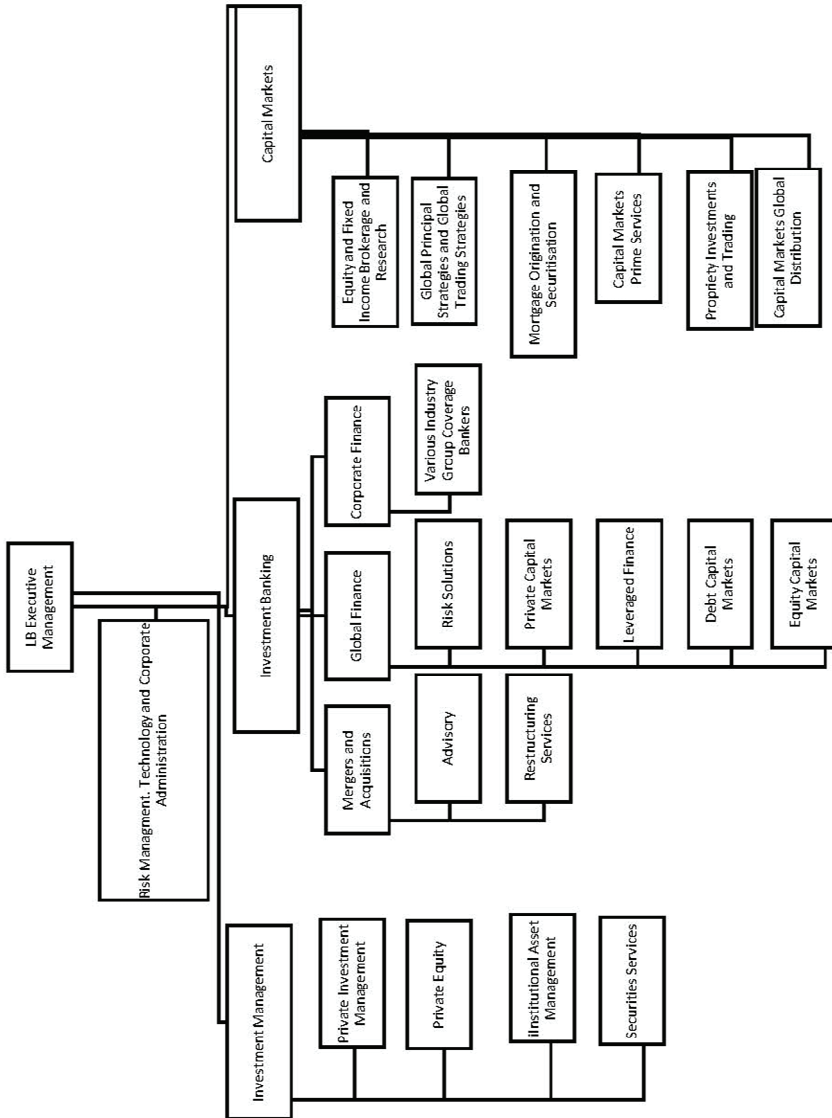 LB Executive
Management
Risk Managment, Technology and Corporate
Administration
Investment Management
Private Investment
Management
Private Equity
iInstitutional Asset
Management
Securities Services
Investment Banking
Mergers and
Acquisitions
Advisory
Restructuring
Services
Global Finance
Risk Solutions
Private Capital
Markets
Leveraged Finance
Debt Capital
Markets
Equity Capital
Markets
Corporate Finance
Various Industry
Group Coverage
Bankers
Capital Markets
Equity and Fixed
Income Brokerage and
Research
Global Principal
Strategies and Global
Trading Strategies
Mortgage Origination and
Securitisation
Capital Markets
Prime Services
Propriety Investments
and Trading
Capital Markets Global
Distribution